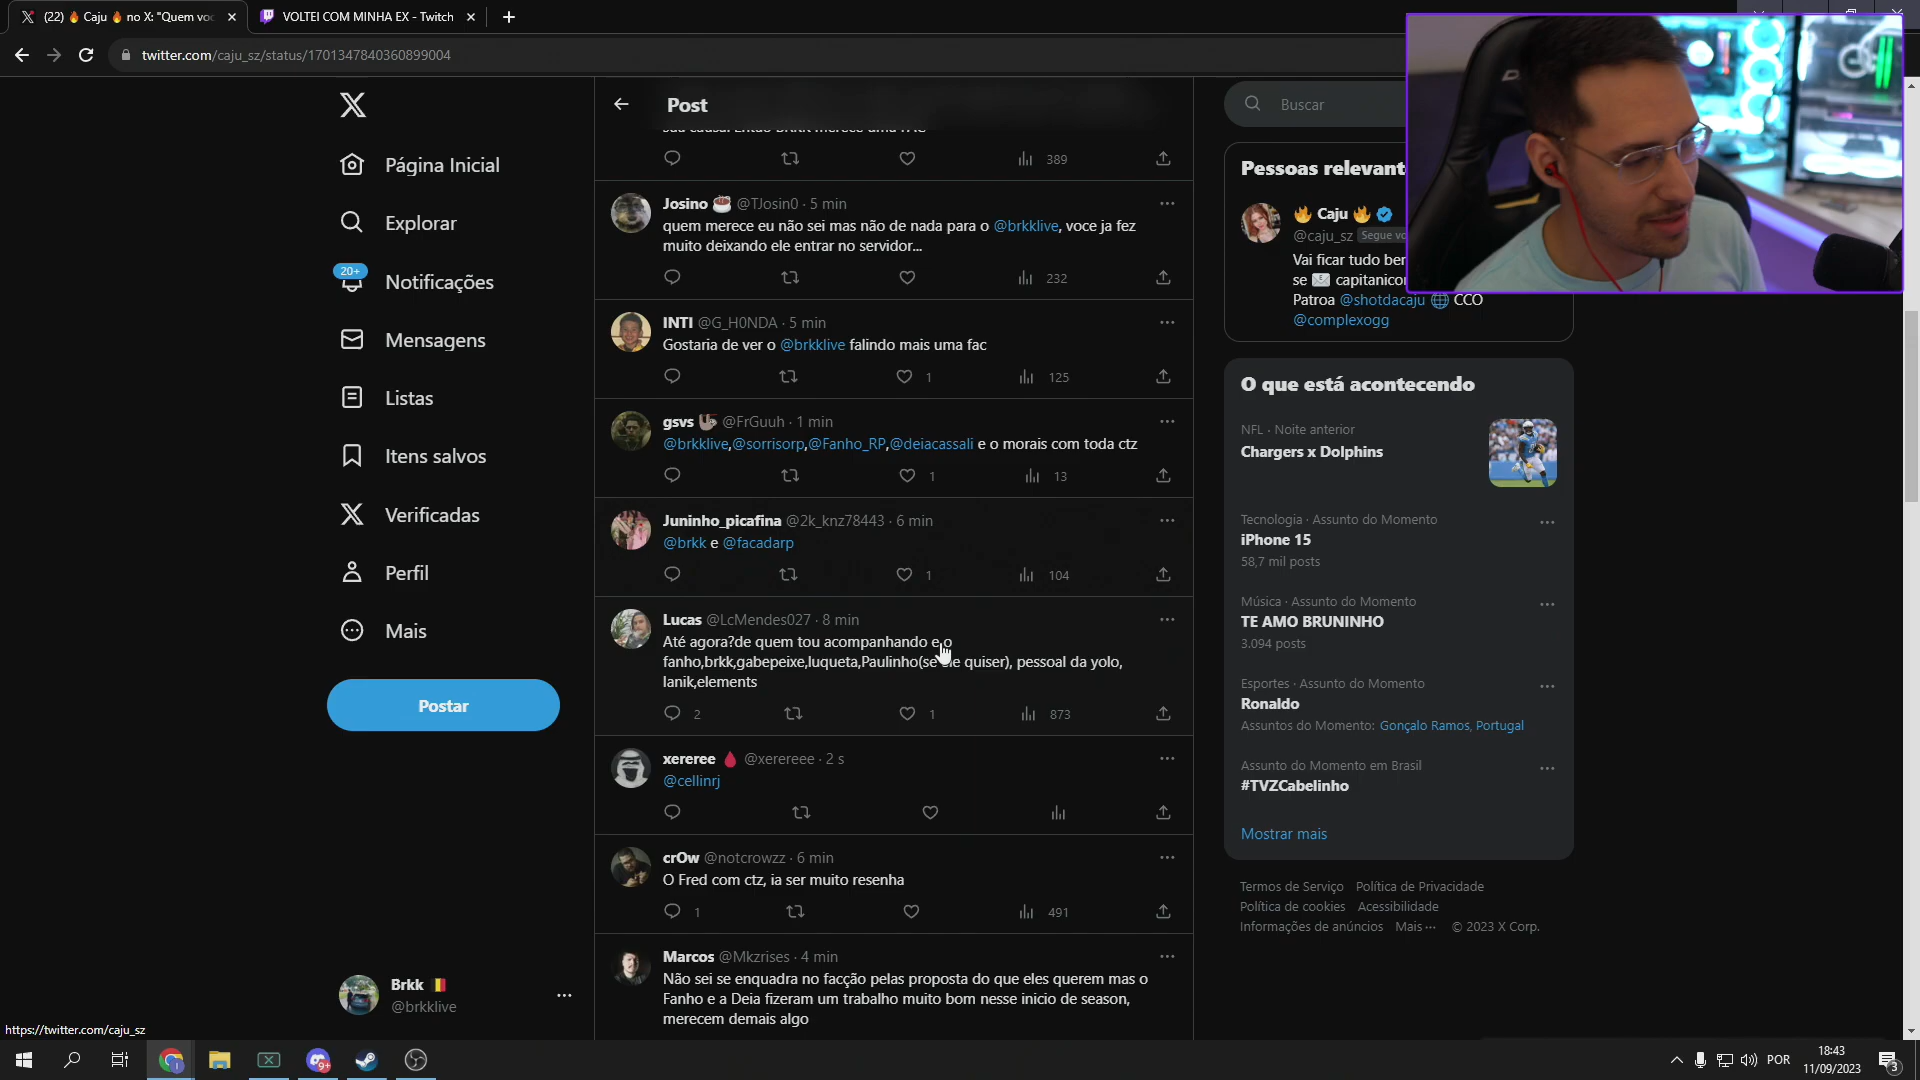 (22) 🔥 Caju 🔥 no X: "Quem voc
VOLTEI COM MINHA EX - Twitch
twitter.com/caju_sz/status/1701347840360899004
Página Inicial
Explorar
20+
Notificações
Mensagens
Listas
Itens salvos
Verificadas
Perfil
Mais
Postar
Brkk 🇧🇪
@brkklive
https://twitter.com/caju_sz
Post
389
Josino ☕ @TJosin0 · 5 min
quem merece eu não sei mas não de nada para o @brkklive, voce ja fez
muito deixando ele entrar no servidor...
232
INTI @G_H0NDA · 5 min
Gostaria de ver o @brkklive falindo mais uma fac
1 125
gsvs 🦥 @FrGuuh · 1 min
@brkklive,@sorrisorp,@Fanho_RP,@deiacassali e o morais com toda ctz
1 13
Juninho_picafina @2k_knz78443 · 6 min
@brkk e @facadarp
1 104
Lucas @LcMendes027 · 8 min
Até agora?de quem tou acompanhando e o
fanho,brkk,gabepeixe,luqueta,Paulinho(se ele quiser), pessoal da yolo,
lanik,elements
2 1 873
xereree 🩸 @xerereee · 2 s
@cellinrj
crOw @notcrowzz · 6 min
O Fred com ctz, ia ser muito resenha
1 491
Marcos @Mkzrises · 4 min
Não sei se enquadra no facção pelas proposta do que eles querem mas o
Fanho e a Deia fizeram um trabalho muito bom nesse inicio de season,
merecem demais algo
Buscar
Pessoas relevant
🔥 Caju 🔥
@caju_sz Segue vo
Vai ficar tudo ber
se 📧 capitanicor
Patroa @shotdacaju 🌐 CCO
@complexogg
O que está acontecendo
NFL · Noite anterior
Chargers x Dolphins
Tecnologia · Assunto do Momento
iPhone 15
58,7 mil posts
Música · Assunto do Momento
TE AMO BRUNINHO
3.094 posts
Esportes · Assunto do Momento
Ronaldo
Assuntos do Momento: Gonçalo Ramos, Portugal
Assunto do Momento em Brasil
#TVZCabelinho
Mostrar mais
Termos de Serviço Política de Privacidade
Política de cookies Acessibilidade
Informações de anúncios Mais ··· © 2023 X Corp.
9+
POR
18:43
11/09/2023
3